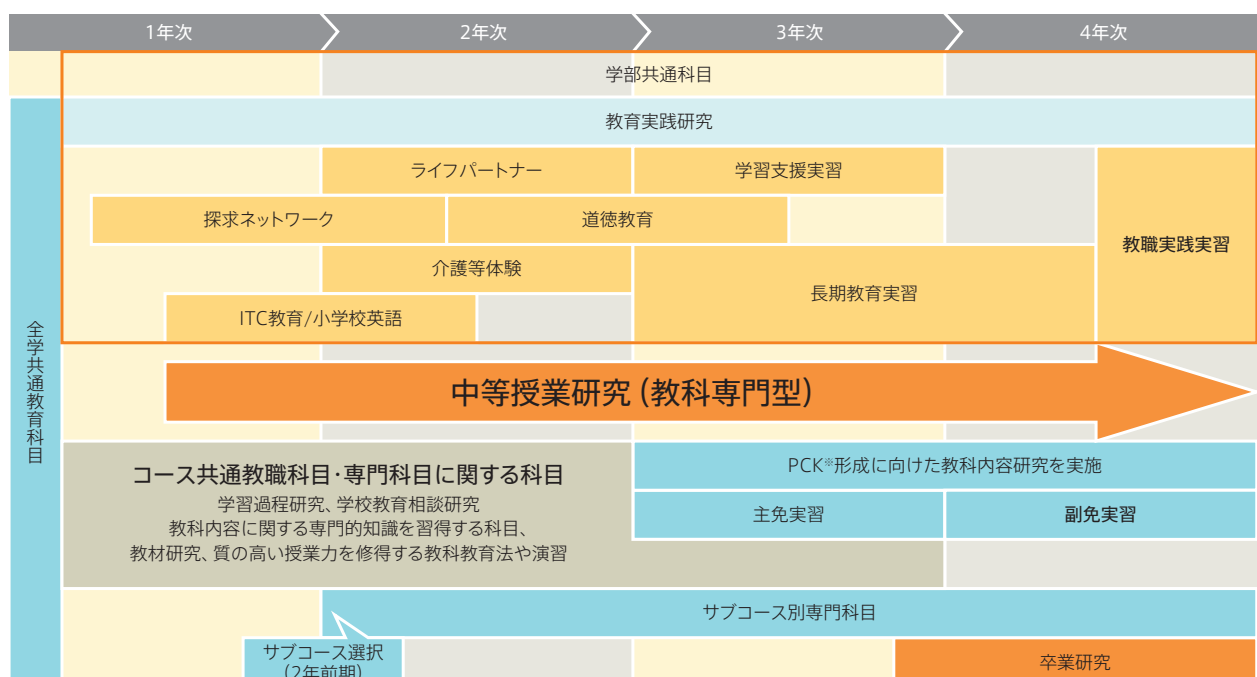 1年次
2年次
3年次
4年次
学部共通科目
教育実践研究
ライフパートナー
学習支援実習
探求ネットワーク
道徳教育
教職実践実習
介護等体験
長期教育実習
ITC教育/小学校英語
全学共通教育科目
中等授業研究(教科専門型)
コース共通教職科目・専門科目に関する科目
学習過程研究、学校教育相談研究
教科内容に関する専門的知識を習得する科目、
教材研究、質の高い授業力を修得する教科教育法や演習
PCK※形成に向けた教科内容研究を実施
主免実習
副免実習
サブコース別専門科目
サブコース選択
(2年前期)
卒業研究